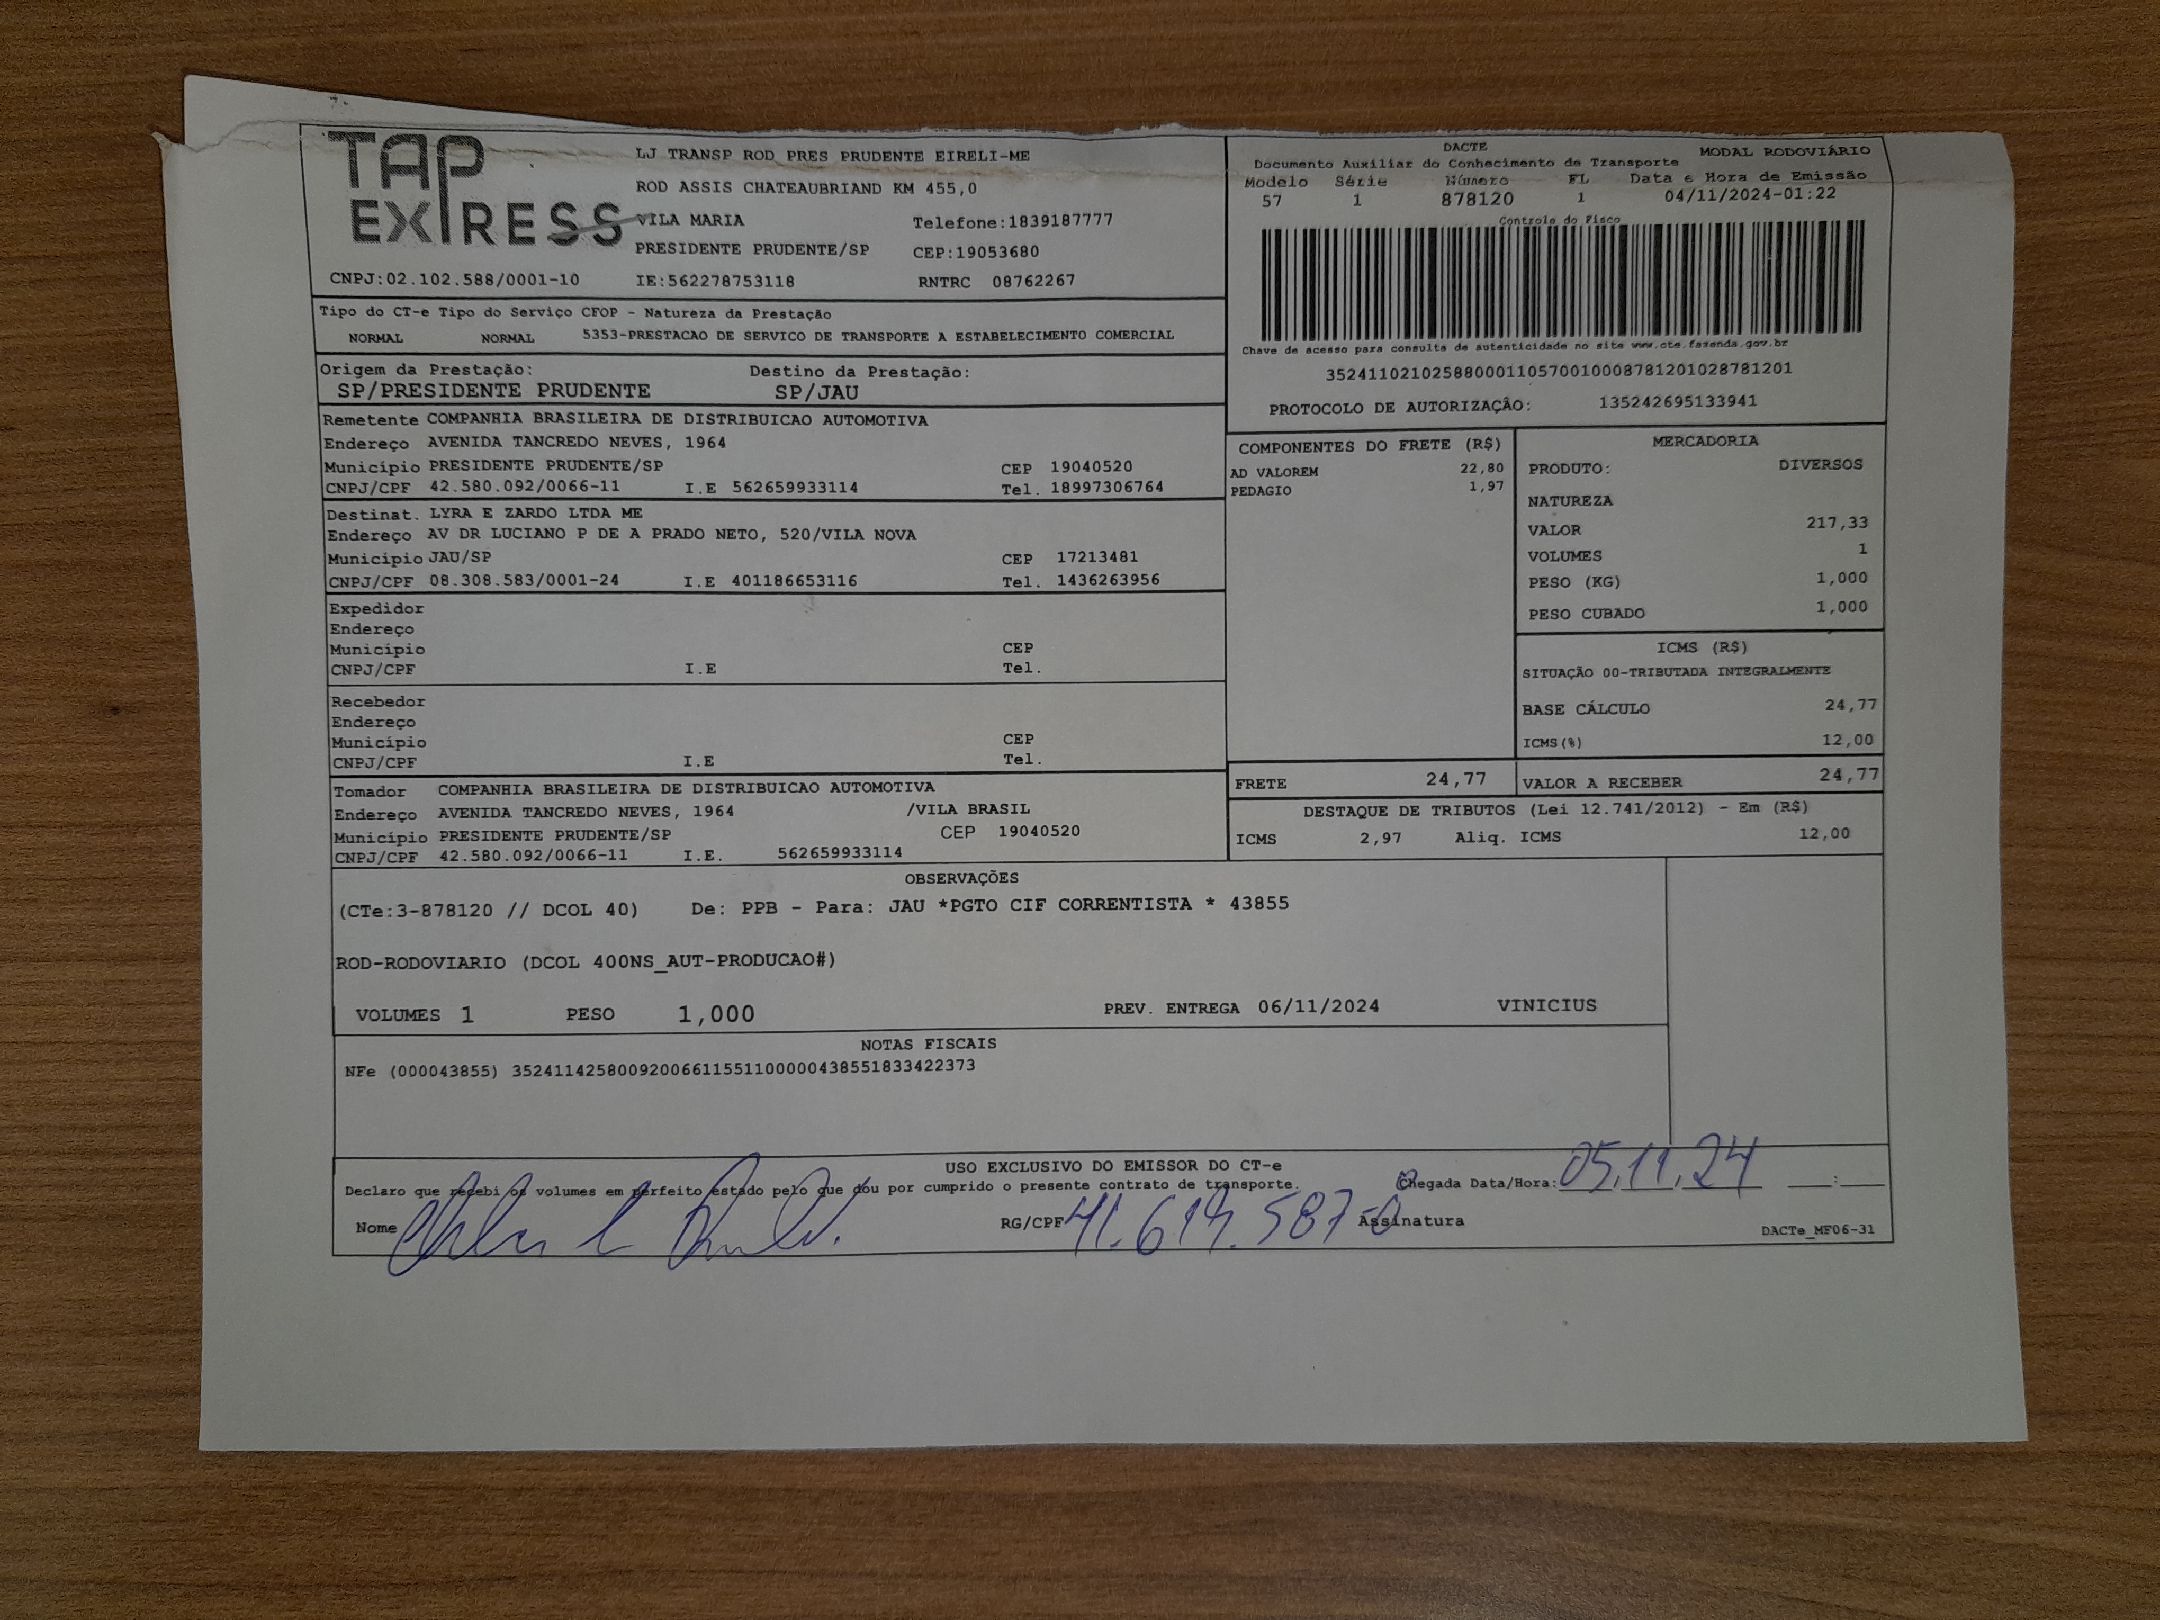 TAP EXPRESS
LJ TRANSP ROD PRES PRUDENTE EIRELI-ME
ROD ASSIS CHATEAUBRIAND KM 455,0
VILA MARIA Telefone:1839187777
PRESIDENTE PRUDENTE/SP CEP:19053680
CNPJ:02.102.588/0001-10 IE:562278753118 RNTRC 08762267
DACTE
Documento Auxiliar do Conhecimento de Transporte MODAL RODOVIÁRIO
Modelo Série Número FL Data e Hora de Emissão
57 1 878120 1 04/11/2024-01:22
Controle do Fisco
Chave de acesso para consulta de autenticidade no site www.cte.fazenda.gov.br
35241102102588000110570010008781201028781201
PROTOCOLO DE AUTORIZAÇÂO: 135242695133941
Tipo do CT-e Tipo do Serviço CFOP - Natureza da Prestação
NORMAL NORMAL 5353-PRESTACAO DE SERVICO DE TRANSPORTE A ESTABELECIMENTO COMERCIAL
Origem da Prestação: Destino da Prestação:
SP/PRESIDENTE PRUDENTE SP/JAU
Remetente COMPANHIA BRASILEIRA DE DISTRIBUICAO AUTOMOTIVA
Endereço AVENIDA TANCREDO NEVES, 1964
Município PRESIDENTE PRUDENTE/SP CEP 19040520
CNPJ/CPF 42.580.092/0066-11 I.E 562659933114 Tel. 18997306764
Destinat. LYRA E ZARDO LTDA ME
Endereço AV DR LUCIANO P DE A PRADO NETO, 520/VILA NOVA
Município JAU/SP CEP 17213481
CNPJ/CPF 08.308.583/0001-24 I.E 401186653116 Tel. 1436263956
Expedidor
Endereço
Município CEP
CNPJ/CPF I.E Tel.
Recebedor
Endereço
Município CEP
CNPJ/CPF I.E Tel.
Tomador COMPANHIA BRASILEIRA DE DISTRIBUICAO AUTOMOTIVA
Endereço AVENIDA TANCREDO NEVES, 1964 /VILA BRASIL
Município PRESIDENTE PRUDENTE/SP CEP 19040520
CNPJ/CPF 42.580.092/0066-11 I.E. 562659933114
COMPONENTES DO FRETE (R$)
AD VALOREM 22,80
PEDAGIO 1,97
MERCADORIA
PRODUTO: DIVERSOS
NATUREZA
VALOR 217,33
VOLUMES 1
PESO (KG) 1,000
PESO CUBADO 1,000
ICMS (R$)
SITUAÇÃO 00-TRIBUTADA INTEGRALMENTE
BASE CÁLCULO 24,77
ICMS(%) 12,00
FRETE 24,77 VALOR A RECEBER 24,77
DESTAQUE DE TRIBUTOS (Lei 12.741/2012) - Em (R$)
ICMS 2,97 Aliq. ICMS 12,00
OBSERVAÇÕES
(CTe:3-878120 // DCOL 40) De: PPB - Para: JAU *PGTO CIF CORRENTISTA * 43855
ROD-RODOVIARIO (DCOL 400NS_AUT-PRODUCAO#)
VOLUMES 1 PESO 1,000 PREV. ENTREGA 06/11/2024 VINICIUS
NOTAS FISCAIS
NFe (000043855) 35241142580092006611551100000438551833422373
USO EXCLUSIVO DO EMISSOR DO CT-e
Declaro que recebi os volumes em perfeito estado pelo que dou por cumprido o presente contrato de transporte. Chegada Data/Hora: 05.11.24 __:__
Nome RG/CPF 41.619.587-0 Assinatura
DACTe_MF06-31